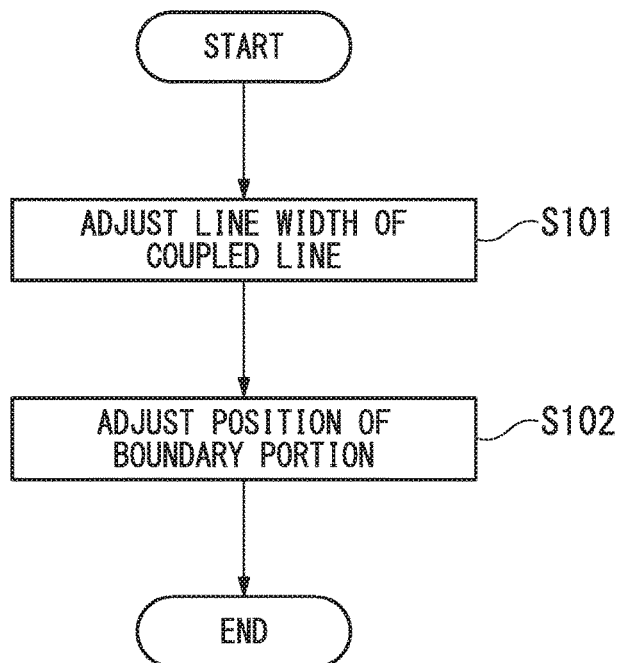 START
ADJUST LINE WIDTH OF
COUPLED LINE
S101
ADJUST POSITION OF
BOUNDARY PORTION
S102
END